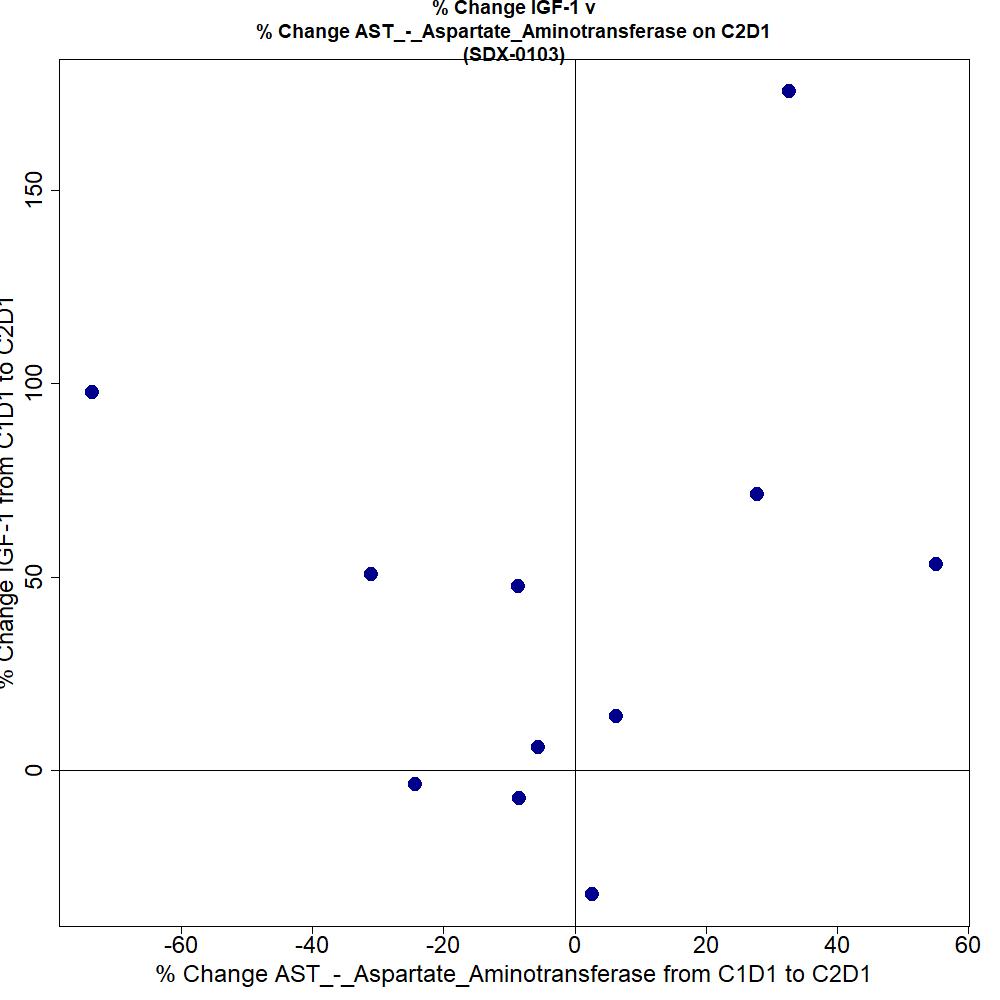 % Change IGF-1 v
% Change AST_-_Aspartate_Aminotransferase on C2D1
(SDX-0103)
% Change IGF-1 from C1D1 to C2D1
150
100
50
0
-60 -40 -20 0 20 40 60
% Change AST_-_Aspartate_Aminotransferase from C1D1 to C2D1